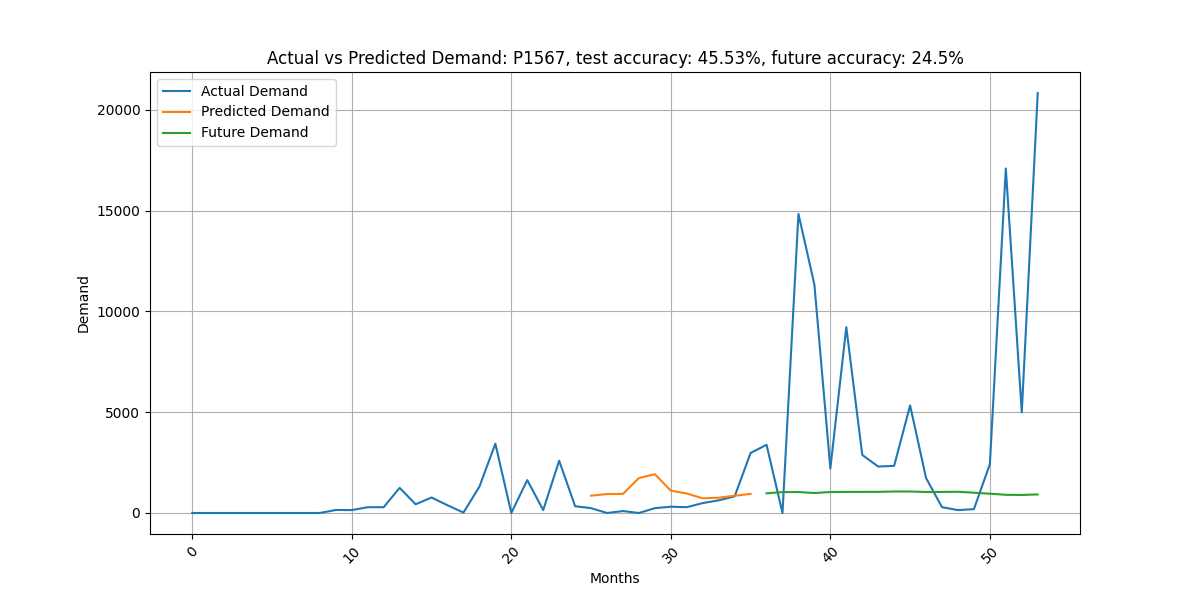 Actual vs Predicted Demand: P1567, test accuracy: 45.53%, future accuracy: 24.5%
Actual Demand
Predicted Demand
Future Demand
20000
15000
10000
5000
0
Demand
0 10 20 30 40 50
Months